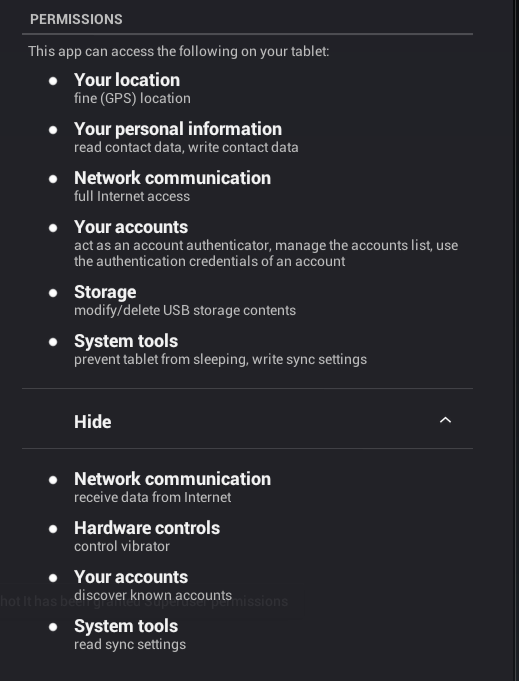 PERMISSIONS
This app can access the following on your tablet:
Your location
fine (GPS) location
Your personal information
read contact data, write contact data
Network communication
full Internet access
Your accounts
act as an account authenticator, manage the accounts list, use
the authentication credentials of an account
Storage
modify/delete USB storage contents
System tools
prevent tablet from sleeping, write sync settings
Hide
Network communication
receive data from Internet
Hardware controls
control vibrator
Your accounts
discover known accounts
hot It has been granted Superuser permissions
System tools
read sync settings